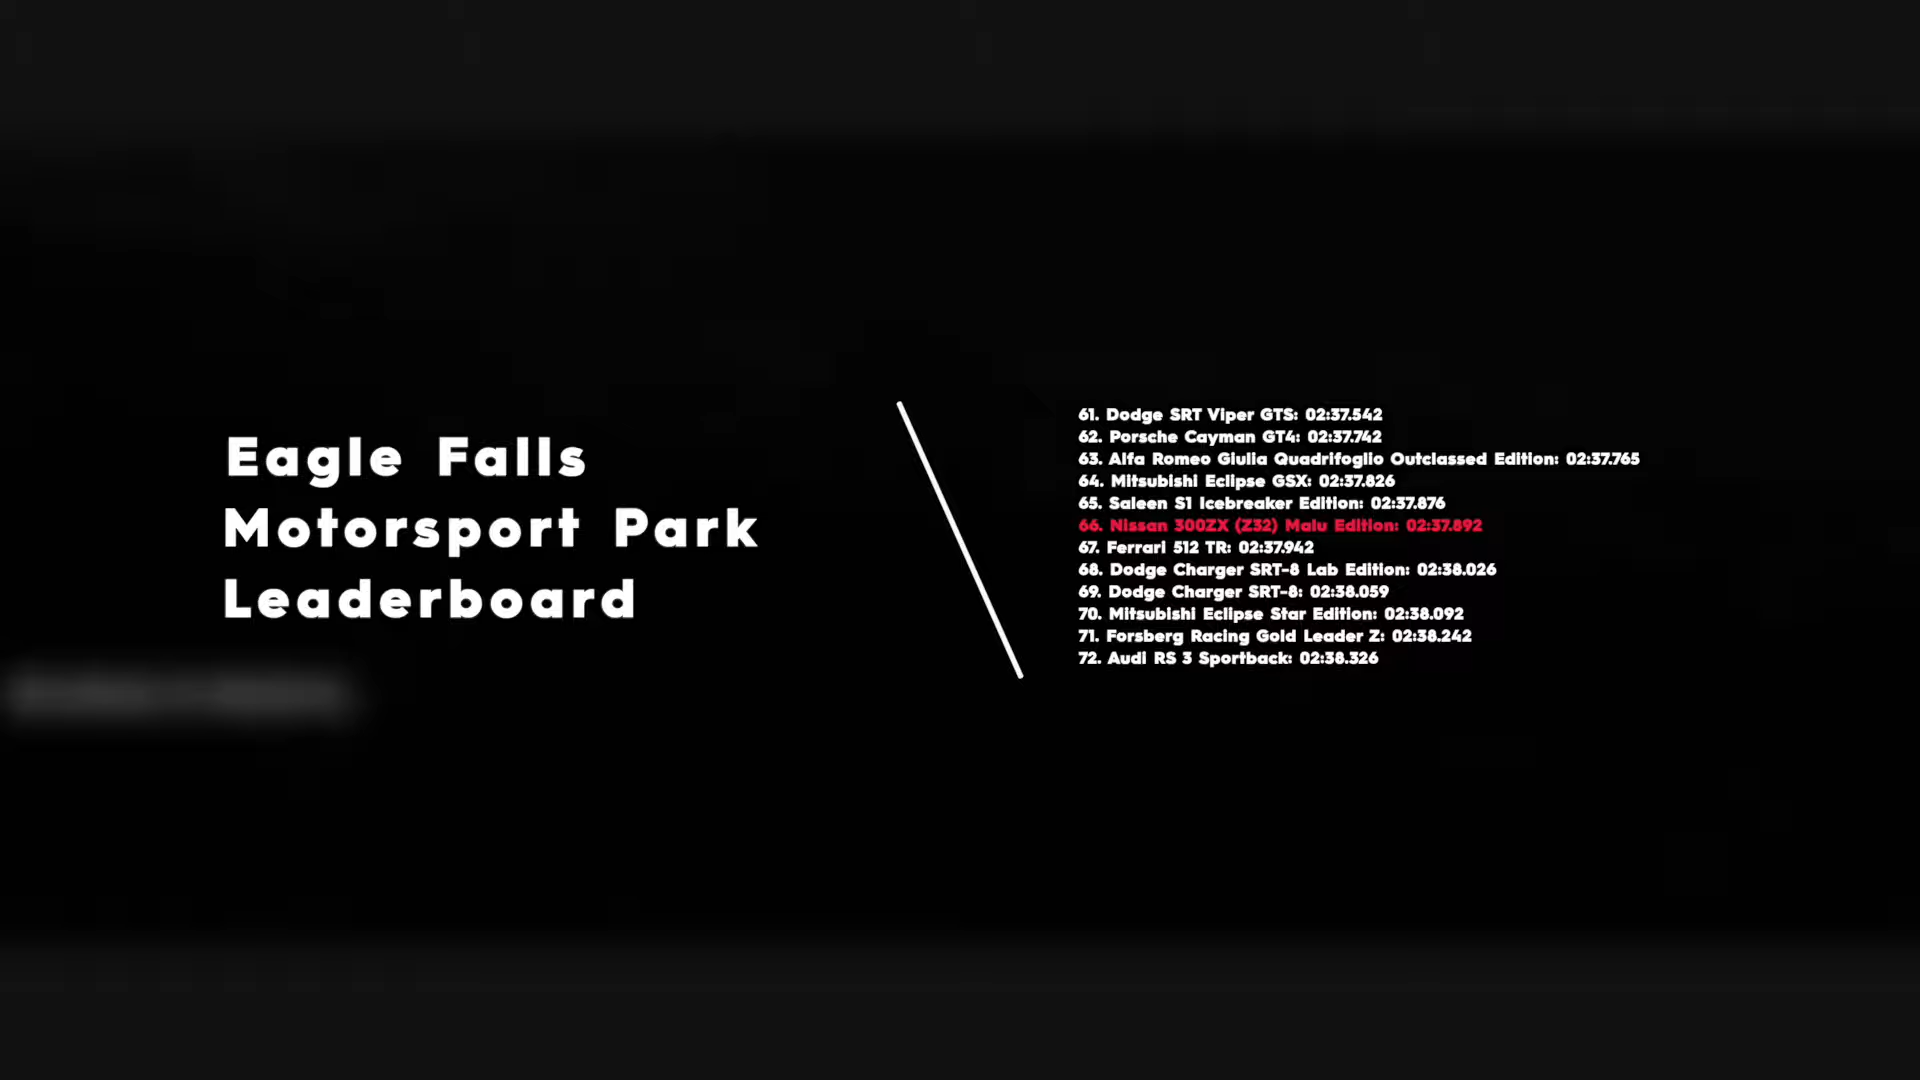 Eagle Falls
Motorsport Park
Leaderboard
61. Dodge SRT Viper GTS: 02:37.542
62. Porsche Cayman GT4: 02:37.742
63. Alfa Romeo Giulia Quadrifoglio Outclassed Edition: 02:37.765
64. Mitsubishi Eclipse GSX: 02:37.826
65. Saleen S1 Icebreaker Edition: 02:37.876
66. Nissan 300ZX (Z32) Malu Edition: 02:37.892
67. Ferrari 512 TR: 02:37.942
68. Dodge Charger SRT-8 Lab Edition: 02:38.026
69. Dodge Charger SRT-8: 02:38.059
70. Mitsubishi Eclipse Star Edition: 02:38.092
71. Forsberg Racing Gold Leader Z: 02:38.242
72. Audi RS 3 Sportback: 02:38.326